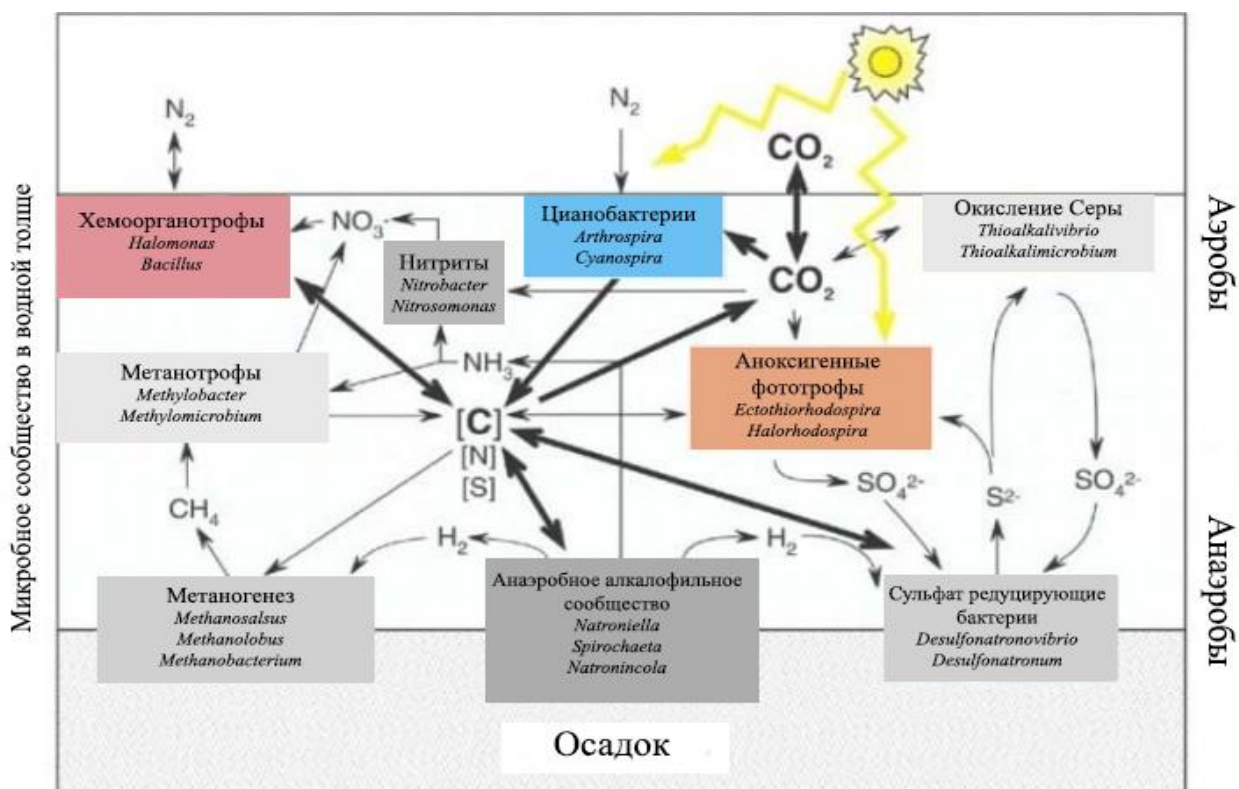 Микробное сообщество в водной толще
N2
N2
CO2
Хемоорганотрофы
Halomonas
Bacillus
NO3-
Нитриты
Nitrobacter
Nitrosomonas
Цианобактерии
Arthrospira
Cyanospira
CO2
Окисление Серы
Thioalkalivibrio
Thioalkalimicrobium
Аэробы
Метанотрофы
Methylobacter
Methylomicrobium
NH3
Аноксигенные
фототрофы
Ectothiorhodospira
Halorhodospira
[C]
[N]
[S]
CH4
SO42-
S2-
SO42-
H2
H2
Анаэробы
Метаногенез
Methanosalsus
Methanolobus
Methanobacterium
Анаэробное алкалофильное
сообщество
Natroniella
Spirochaeta
Natronincola
Сульфат редуцирующие
бактерии
Desulfonatronovibrio
Desulfonatronum
Осадок